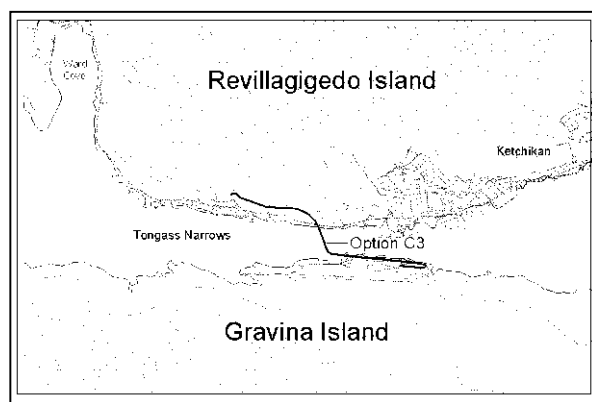 Ward
Cove
Revillagigedo Island
Ketchikan
Tongass Narrows
Option C3
Gravina Island